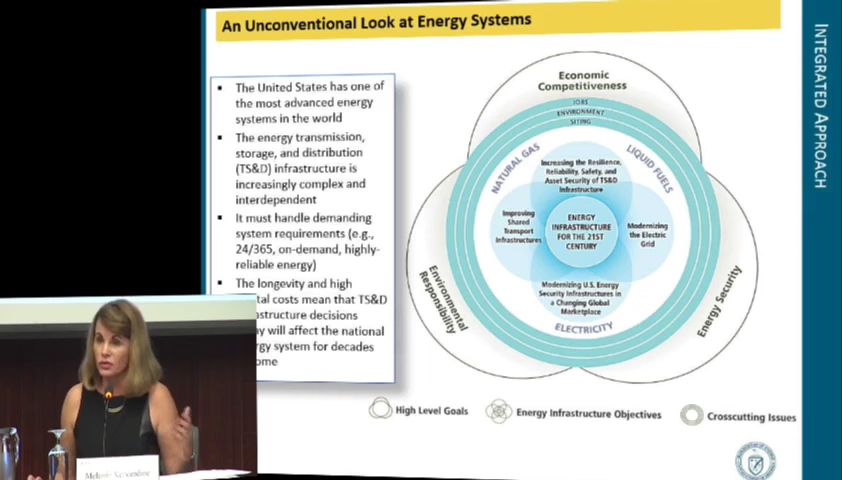 An Unconventional Look at Energy Systems
INTEGRATED APPROACH
The United States has one of
the most advanced energy
systems in the world
The energy transmission,
storage, and distribution
(TS&D) infrastructure is
increasingly complex and
interdependent
It must handle demanding
system requirements (e.g.,
24/365, on-demand, highly-
reliable energy)
The longevity and high
costs mean that TS&D
decisions
will affect the national
system for decades
Economic
Competitiveness
JOBS
ENVIRONMENT
SITING
NATURAL GAS
LIQUID FUELS
Increasing the Resilience,
Reliability, Safety, and
Asset Security of TS&D
Infrastructure
Improving
Shared
Transport
Infrastructures
ENERGY
INFRASTRUCTURE
FOR THE 21ST
CENTURY
Modernizing
the Electric
Grid
Modernizing U.S. Energy
Security Infrastructures in
a Changing Global
Marketplace
ELECTRICITY
Environmental
Responsibility
Energy Security
High Level Goals
Energy Infrastructure Objectives
Crosscutting Issues